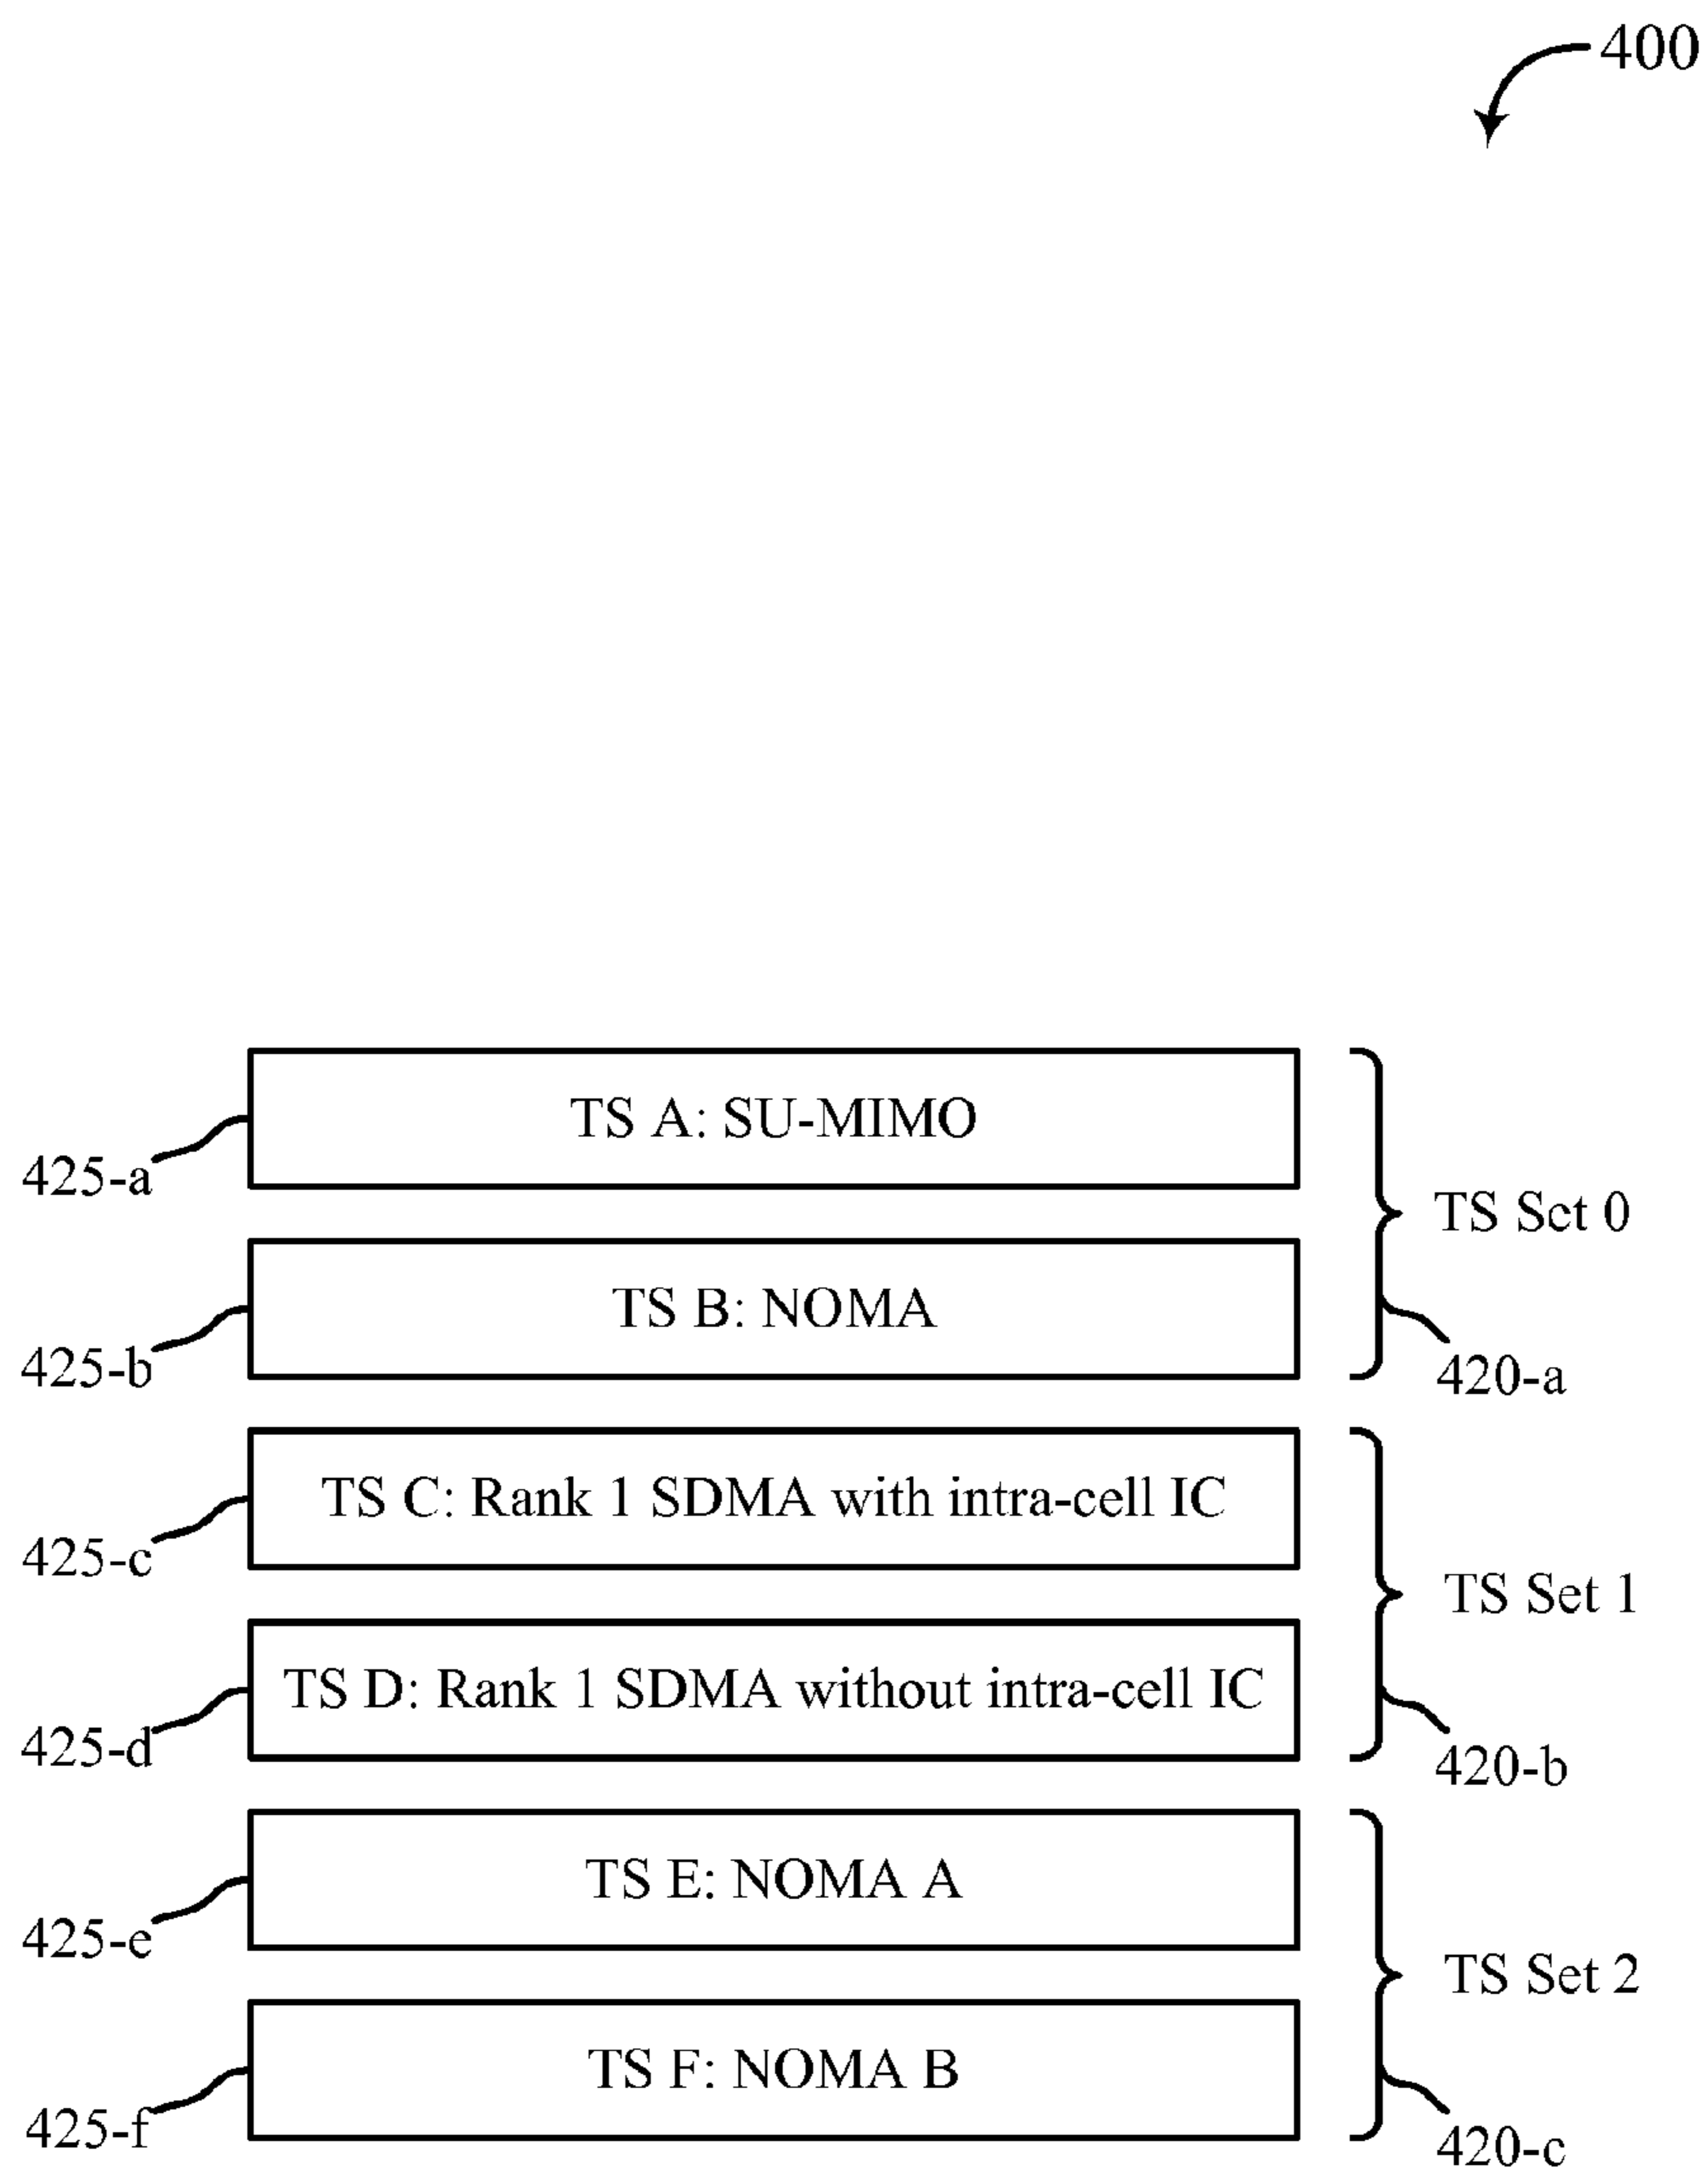 400
TS A: SU-MIMO
425-a
TS Set 0
TS B: NOMA
425-b
420-a
TS C: Rank 1 SDMA with intra-cell IC
425-c
TS Set 1
TS D: Rank 1 SDMA without intra-cell IC
425-d
420-b
TS E: NOMA A
425-e
TS Set 2
TS F: NOMA B
425-f
420-c